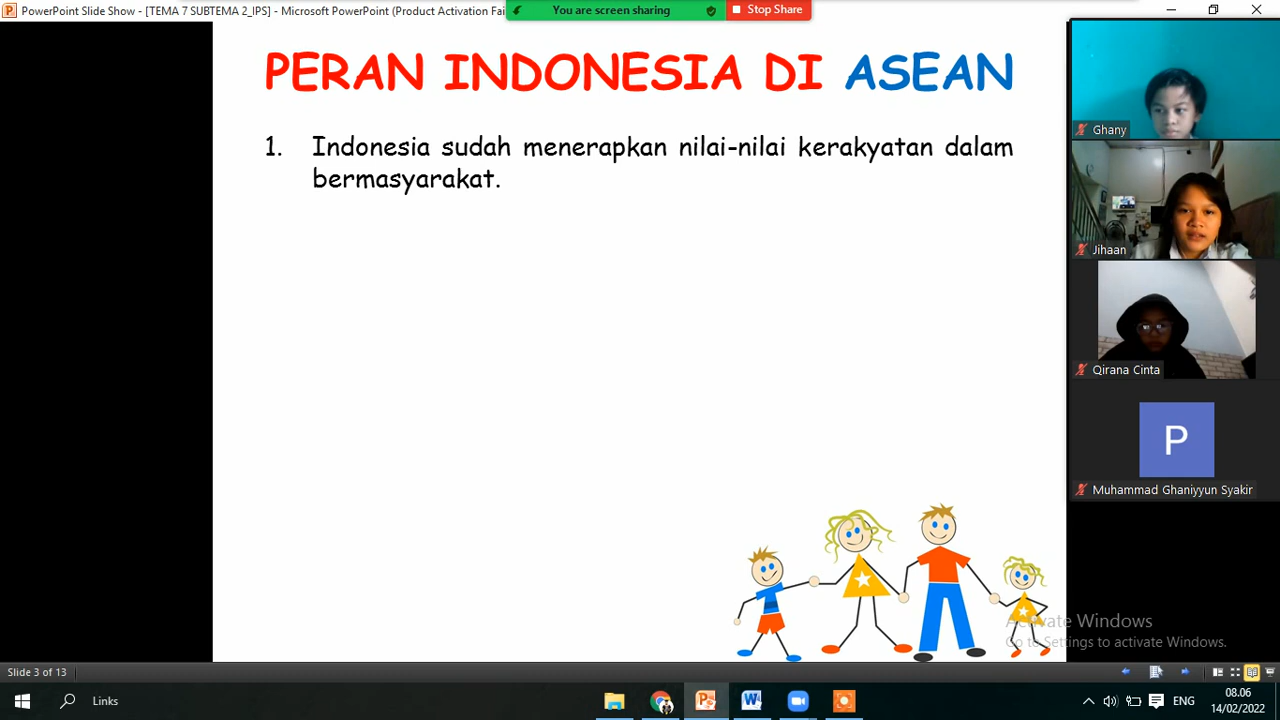 PowerPoint Slide Show - [TEMA 7 SUBTEMA 2_IPS] - Microsoft PowerPoint (Product Activation Fai
You are screen sharing
Stop Share
PERAN INDONESIA DI ASEAN
1. Indonesia sudah menerapkan nilai-nilai kerakyatan dalam
bermasyarakat.
Ghany
Jihaan
Qirana Cinta
P
Muhammad Ghaniyyun Syakir
Activate Windows
Go to Settings to activate Windows.
Slide 3 of 13
Links
ENG
08.06
14/02/2022